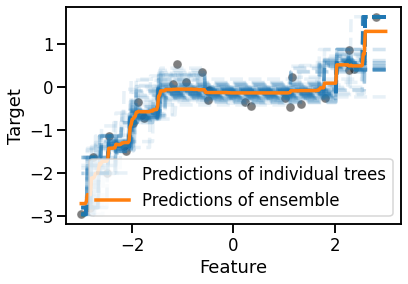 1
0
−1
−2
−3
Target
Predictions of individual trees
Predictions of ensemble
−2
0
2
Feature